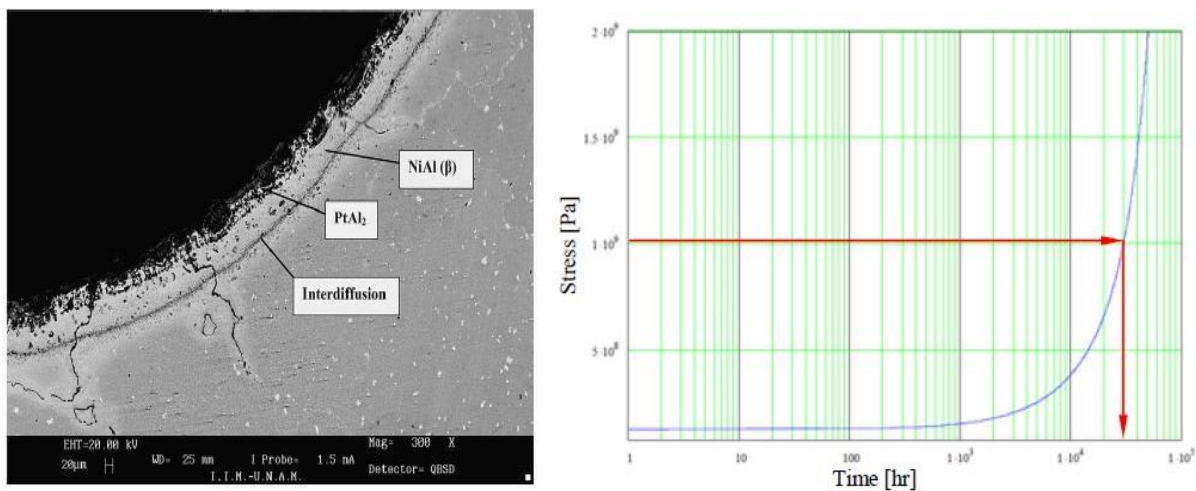 NiAl (β)
PtAl₂
Interdiffusion
EHT=20.00 kV
Mag= 300 X
20µm
WD= 25 mm
I Probe= 1.5 nA
Detector= QBSD
I.I.M.-U.N.A.M.
Stress [Pa]
2·10⁹
1.5·10⁹
1·10⁹
5·10⁸
1
10
100
1·10³
1·10⁴
1·10⁵
Time [hr]